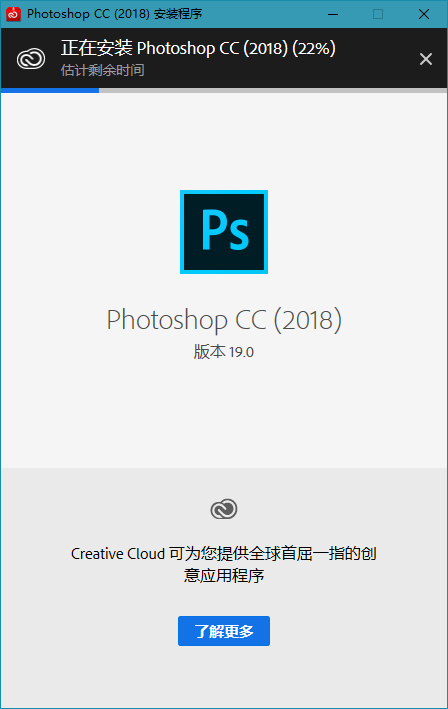 Photoshop CC (2018) 安装程序
正在安装 Photoshop CC (2018) (22%)
估计剩余时间
Ps
Photoshop CC (2018)
版本 19.0
Creative Cloud 可为您提供全球首屈一指的创
意应用程序
了解更多